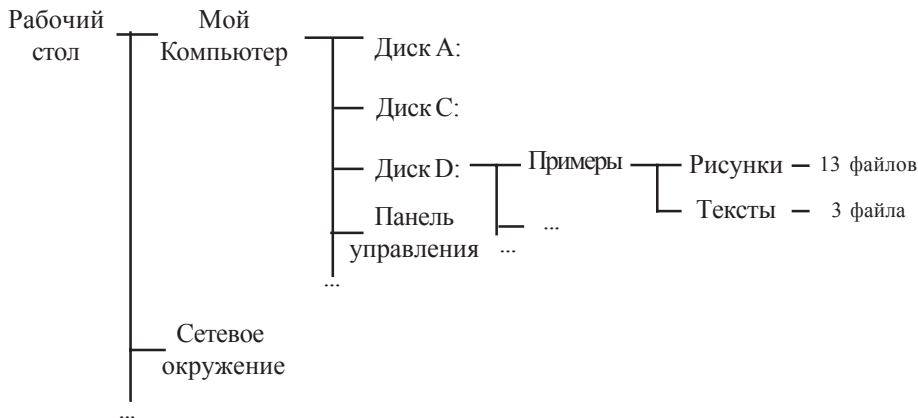 Рабочий
стол
Мой
Компьютер
Диск A:
Диск C:
Диск D:
Примеры
Рисунки
13 файлов
Тексты
3 файла
...
...
Панель
управления
...
Сетевое
окружение
...